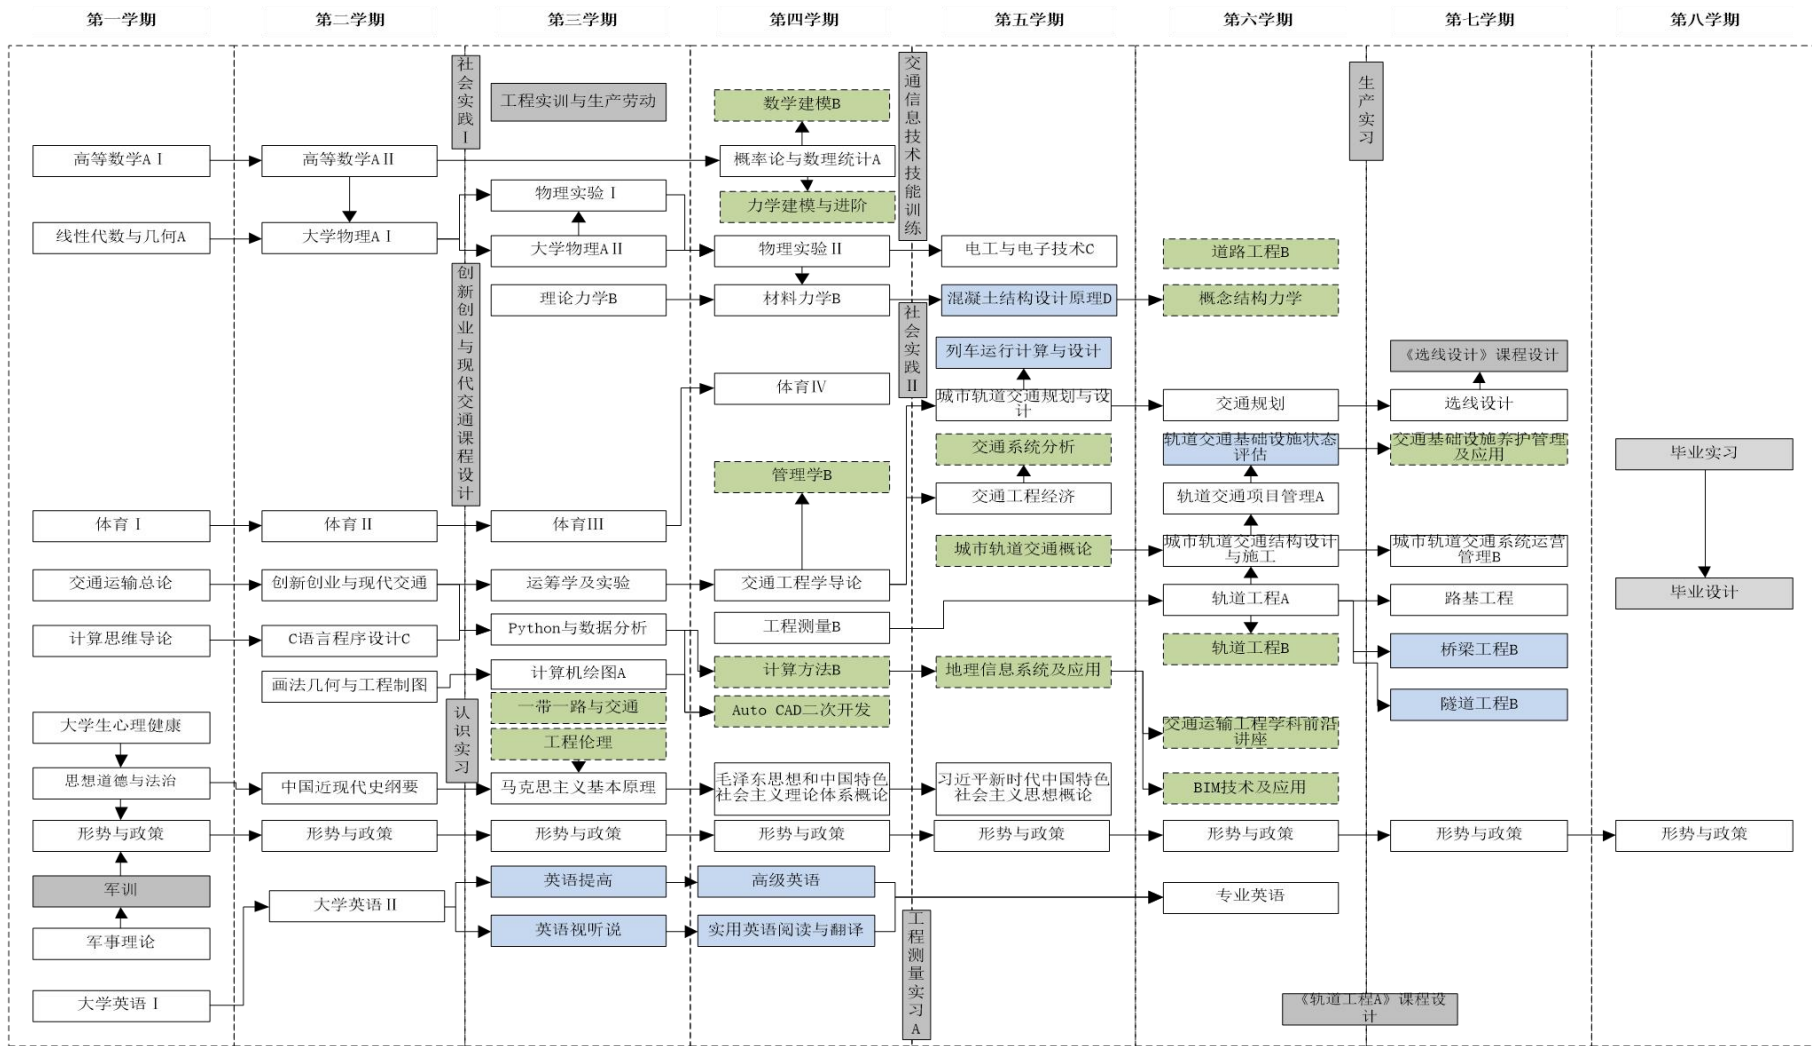 第一学期
第二学期
第三学期
第四学期
第五学期
第六学期
第七学期
第八学期
高等数学AⅠ
线性代数与几何A
体育Ⅰ
交通运输总论
计算思维导论
大学生心理健康
思想道德与法治
形势与政策
军训
军事理论
大学英语Ⅰ
高等数学AⅡ
大学物理AⅠ
体育Ⅱ
创新创业与现代交通
C语言程序设计C
画法几何与工程制图
中国近现代史纲要
形势与政策
大学英语Ⅱ
社会实践Ⅰ
创新创业与现代交通课程设计
认识实习
工程实训与生产劳动
物理实验Ⅰ
大学物理AⅡ
理论力学B
体育Ⅲ
运筹学及实验
Python与数据分析
计算机绘图A
一带一路与交通
工程伦理
马克思主义基本原理
形势与政策
英语提高
英语视听说
数学建模B
概率论与数理统计A
力学建模与进阶
物理实验Ⅱ
材料力学B
体育Ⅳ
管理学B
交通工程学导论
工程测量B
计算方法B
Auto CAD二次开发
毛泽东思想和中国特色
社会主义理论体系概论
形势与政策
高级英语
实用英语阅读与翻译
交通信息技术技能训练
社会实践Ⅱ
工程测量实习A
电工与电子技术C
混凝土结构设计原理D
列车运行计算与设计
城市轨道交通规划与设
计
交通系统分析
交通工程经济
城市轨道交通概论
地理信息系统及应用
习近平新时代中国特色
社会主义思想概论
形势与政策
道路工程B
概念结构力学
交通规划
轨道交通基础设施状态
评估
轨道交通项目管理A
城市轨道交通结构设计
与施工
轨道工程A
轨道工程B
交通运输工程学科前沿
讲座
BIM技术及应用
形势与政策
专业英语
生产实习
《轨道工程A》课程设
计
《选线设计》课程设计
选线设计
交通基础设施养护管理
及应用
城市轨道交通系统运营
管理B
路基工程
桥梁工程B
隧道工程B
形势与政策
毕业实习
毕业设计
形势与政策